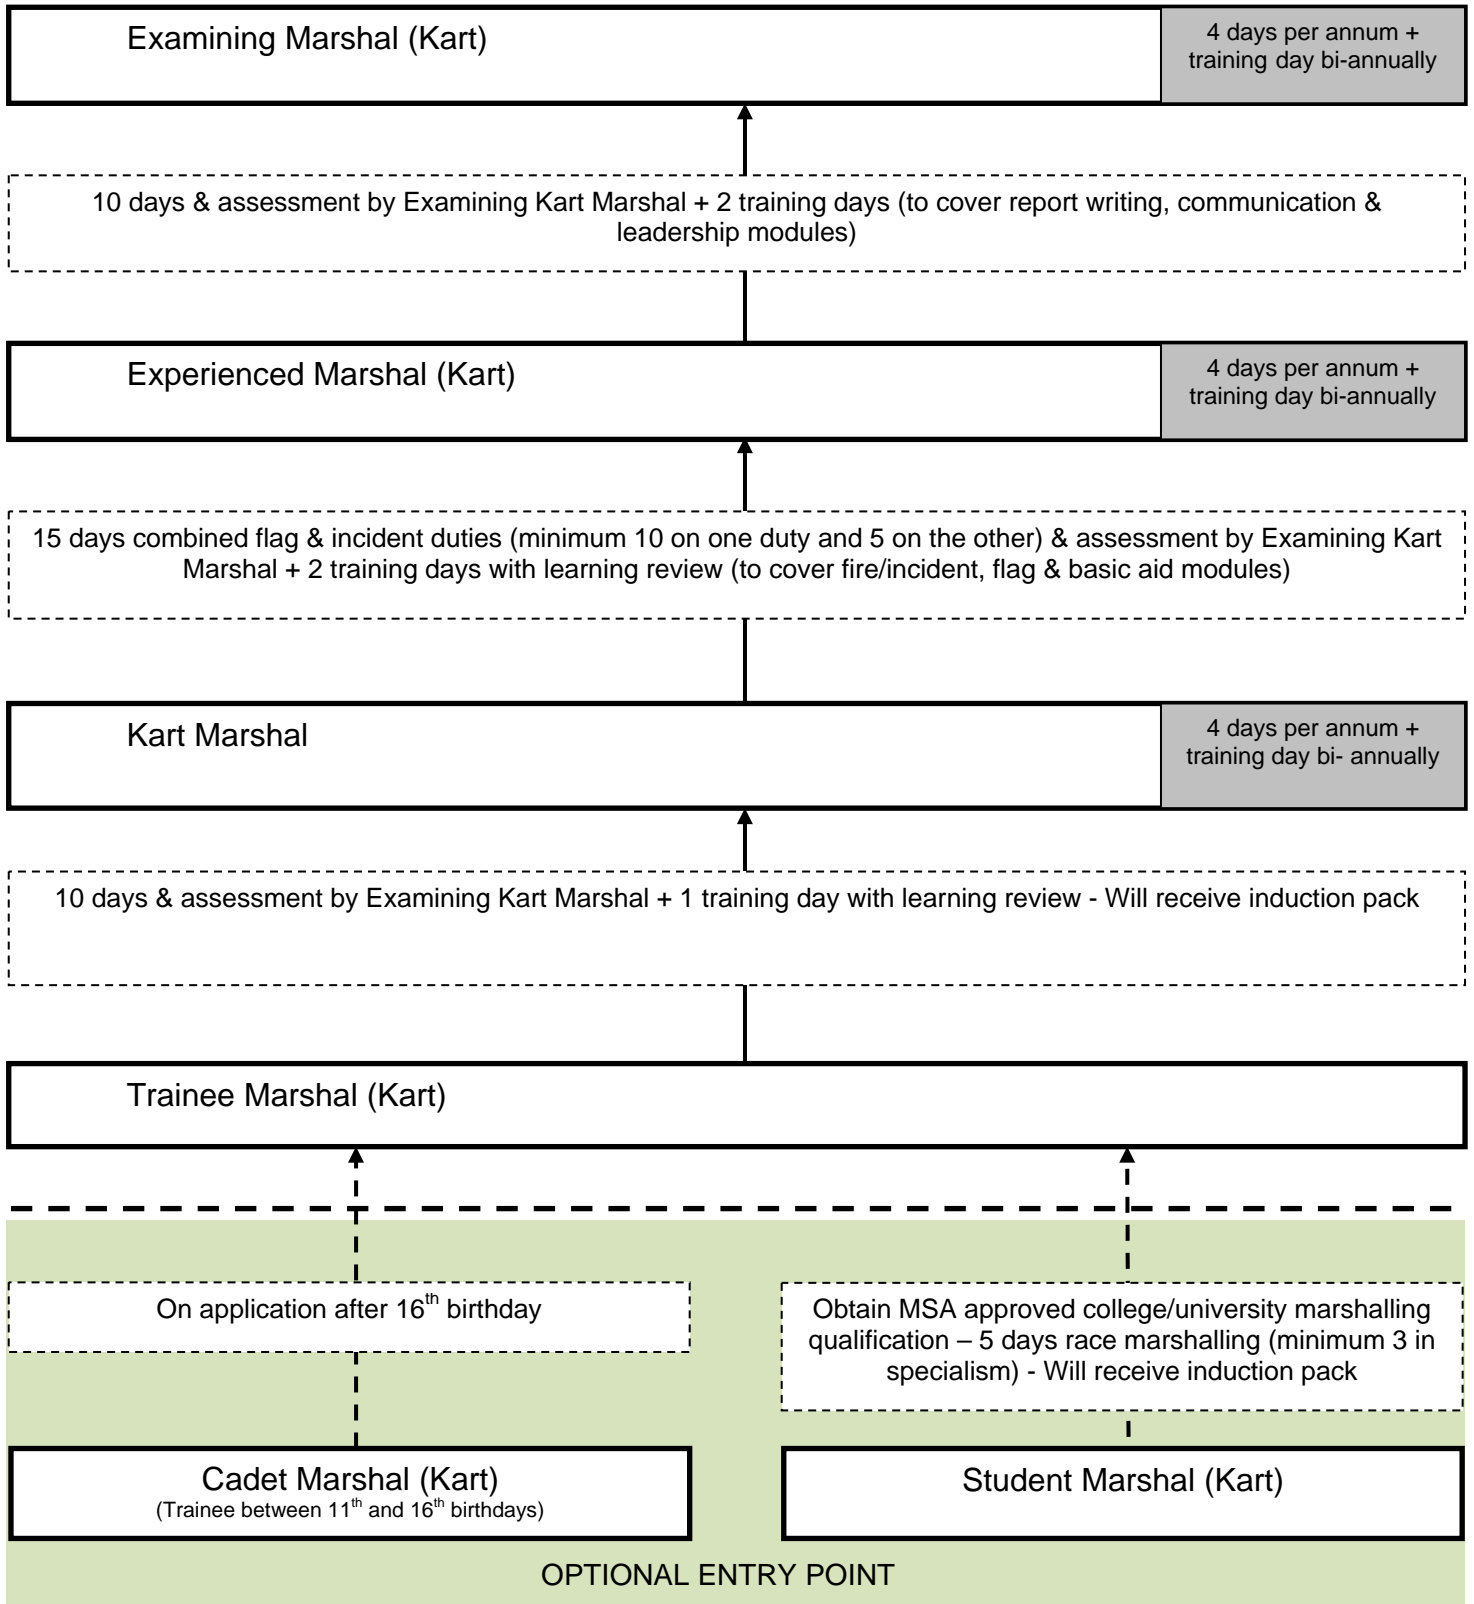 Examining Marshal (Kart)
4 days per annum +
training day bi-annually
10 days & assessment by Examining Kart Marshal + 2 training days (to cover report writing, communication &
leadership modules)
Experienced Marshal (Kart)
4 days per annum +
training day bi-annually
15 days combined flag & incident duties (minimum 10 on one duty and 5 on the other) & assessment by Examining Kart
Marshal + 2 training days with learning review (to cover fire/incident, flag & basic aid modules)
Kart Marshal
4 days per annum +
training day bi- annually
10 days & assessment by Examining Kart Marshal + 1 training day with learning review - Will receive induction pack
Trainee Marshal (Kart)
On application after 16th birthday
Obtain MSA approved college/university marshalling
qualification – 5 days race marshalling (minimum 3 in
specialism) - Will receive induction pack
Cadet Marshal (Kart)
(Trainee between 11th and 16th birthdays)
Student Marshal (Kart)
OPTIONAL ENTRY POINT